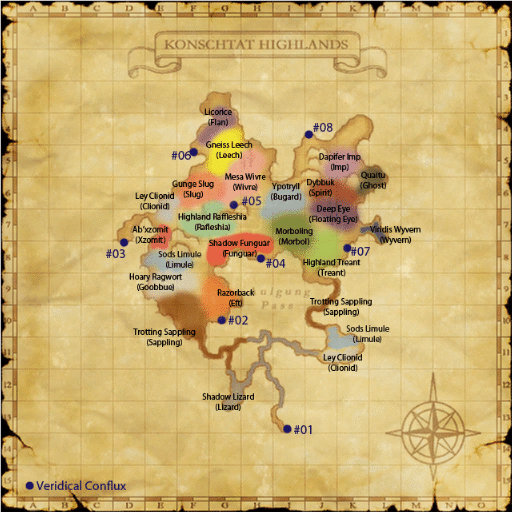 A B C D E F G H I J K L M N O
KONSCHTAT HIGHLANDS
Licorice
(Flan)
#08
Gneiss Leech
(Leech)
#06
Dapifer Imp
(Imp)
Mesa Wivre
(Wivre)
Quaitu
(Ghost)
Gunge Slug
(Slug)
Ypotryll
(Bugard)
Dybbuk
(Spirit)
Ley Clionid
(Clionid)
#05
Deep Eye
(Floating Eye)
Highland Rafflesia
(Rafleshia)
Ab'xzomit
(Xzomit)
Morboling
(Morbol)
Viridis Wyvern
(Wyvern)
#03
Shadow Funguar
(Funguar)
#07
Sods Limule
(Limule)
#04
Highland Treant
(Treant)
Hoary Ragwort
(Goobbue)
Razorback
(Eft)
Pass
Trotting Sappling
(Sappling)
#02
Trotting Sappling
(Sappling)
Sods Limule
(Limule)
Ley Clionid
(Clionid)
Shadow Lizard
(Lizard)
#01
Veridical Conflux
A B C D E F G H I J K L M N O